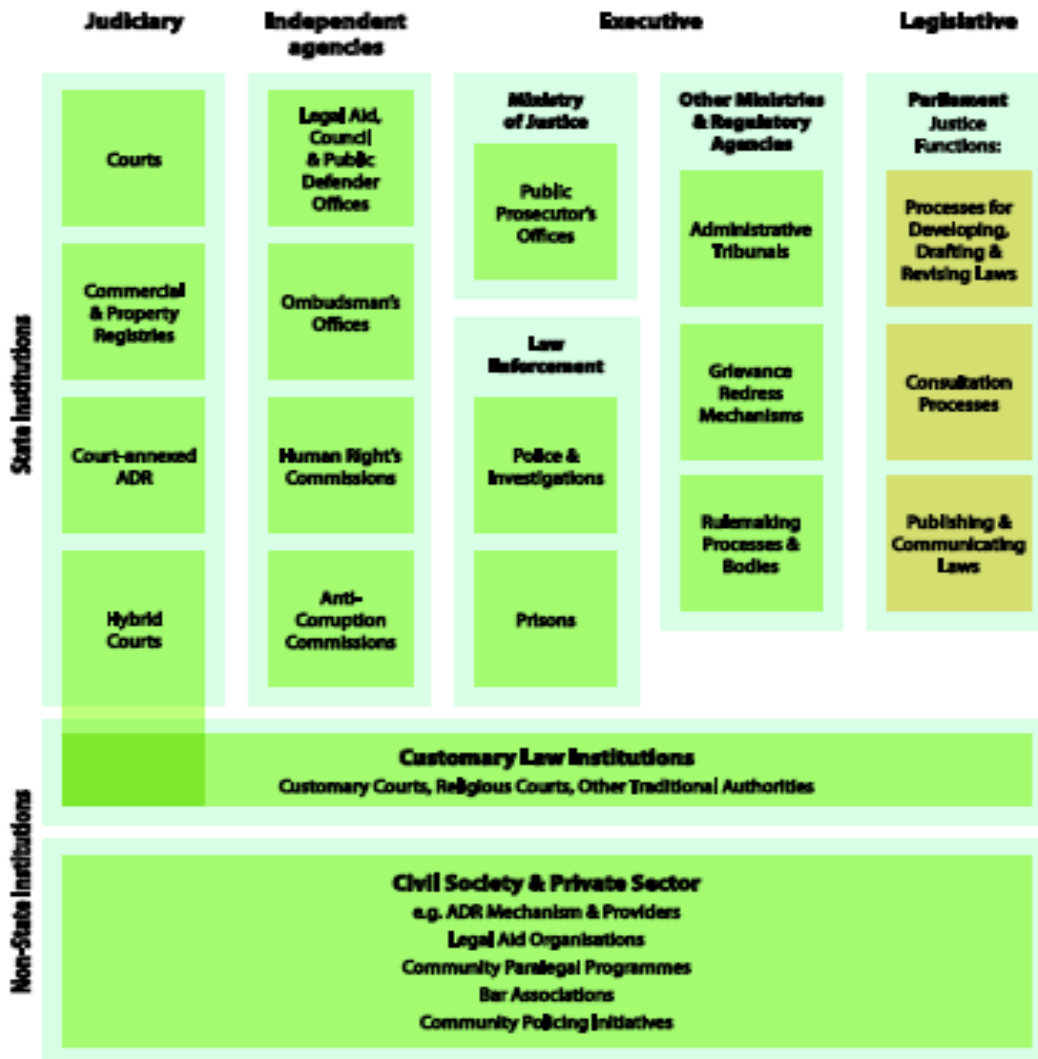 Judiciary
Independent
agencies
Executive
Legislative
State Institutions
Courts
Commercial
& Property
Registries
Court-annexed
ADR
Hybrid
Courts
Legal Aid,
Council
& Public
Defender
Offices
Ombudsman's
Offices
Human Right's
Commissions
Anti-
Corruption
Commissions
Ministry
of Justice
Public
Prosecutor's
Offices
Law
Enforcement
Police &
Investigations
Prisons
Other Ministries
& Regulatory
Agencies
Administrative
Tribunals
Grievance
Redress
Mechanisms
Rulemaking
Processes &
Bodies
Parliament
Justice
Functions:
Processes for
Developing,
Drafting &
Revising Laws
Consultation
Processes
Publishing &
Communicating
Laws
Non-State Institutions
Customary Law Institutions
Customary Courts, Religious Courts, Other Traditional Authorities
Civil Society & Private Sector
e.g. ADR Mechanism & Providers
Legal Aid Organisations
Community Paralegal Programmes
Bar Associations
Community Policing Initiatives